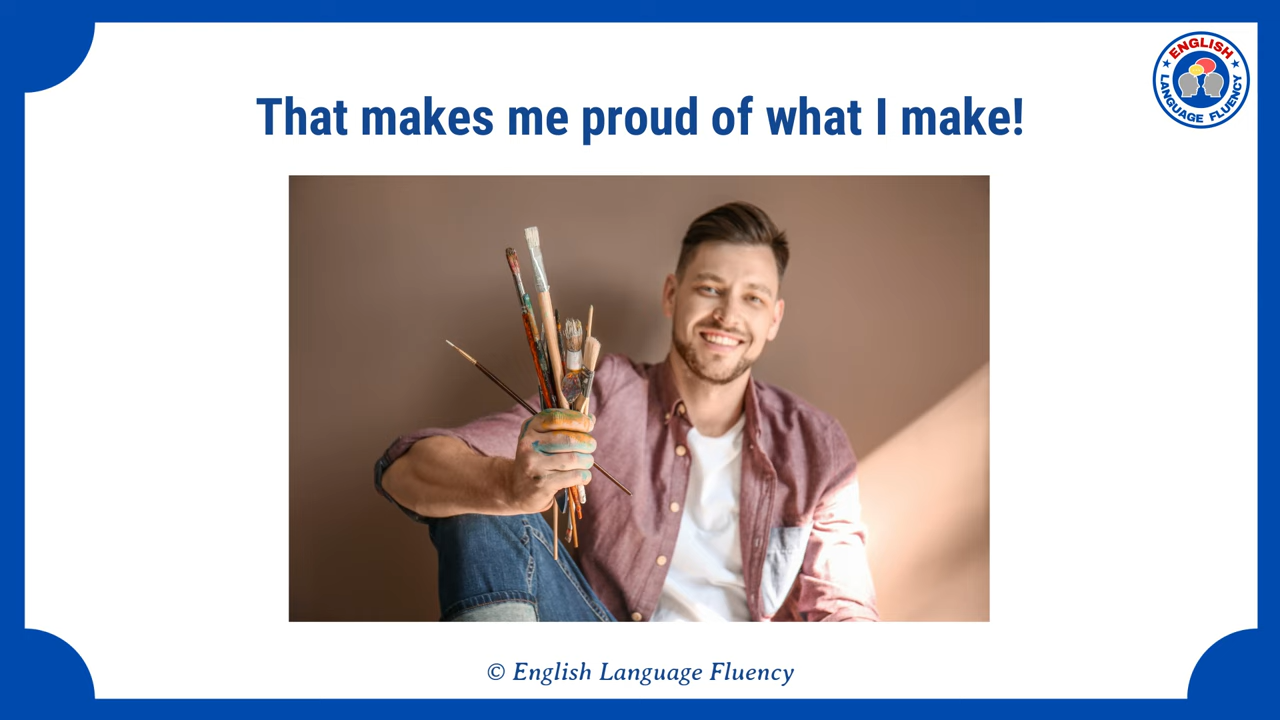 That makes me proud of what I make!
ENGLISH
LANGUAGE FLUENCY
© English Language Fluency